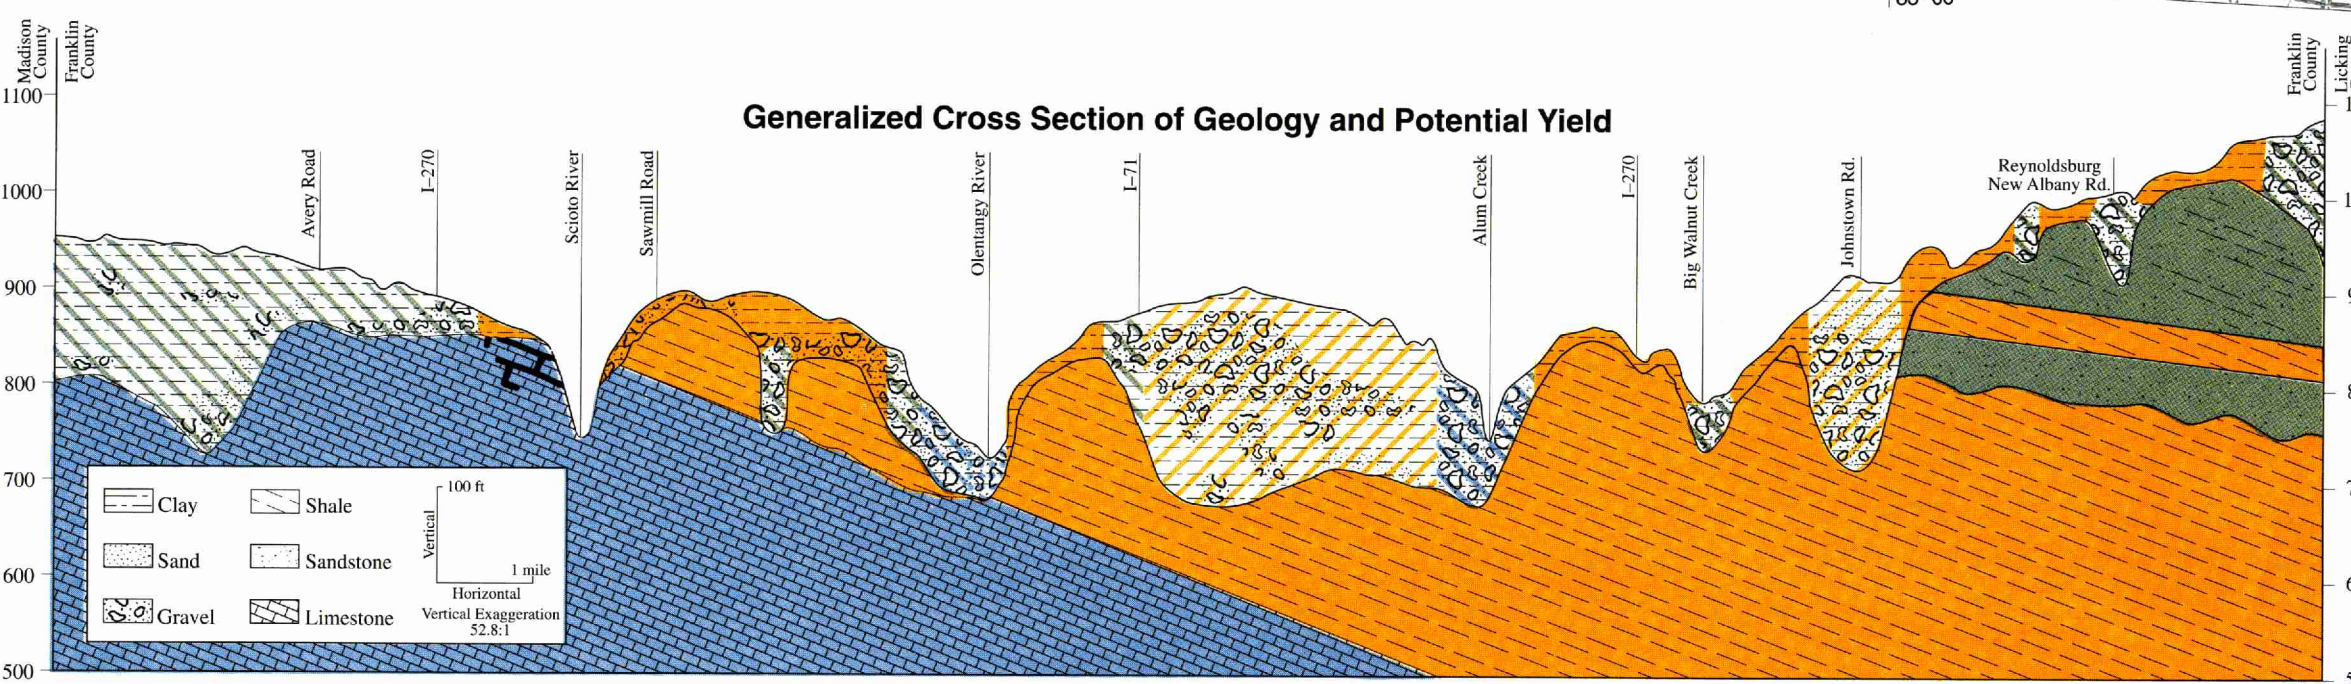 Generalized Cross Section of Geology and Potential Yield
Madison
County
Franklin
County
Avery Road
I–270
Scioto River
Sawmill Road
Olentangy River
I–71
Alum Creek
I–270
Big Walnut Creek
Johnstown Rd.
Reynoldsburg
New Albany Rd.
Franklin
County
Licking
1100
1000
900
800
700
600
500
Clay
Shale
Sand
Sandstone
Gravel
Limestone
100 ft
Vertical
1 mile
Horizontal
Vertical Exaggeration
52.8:1